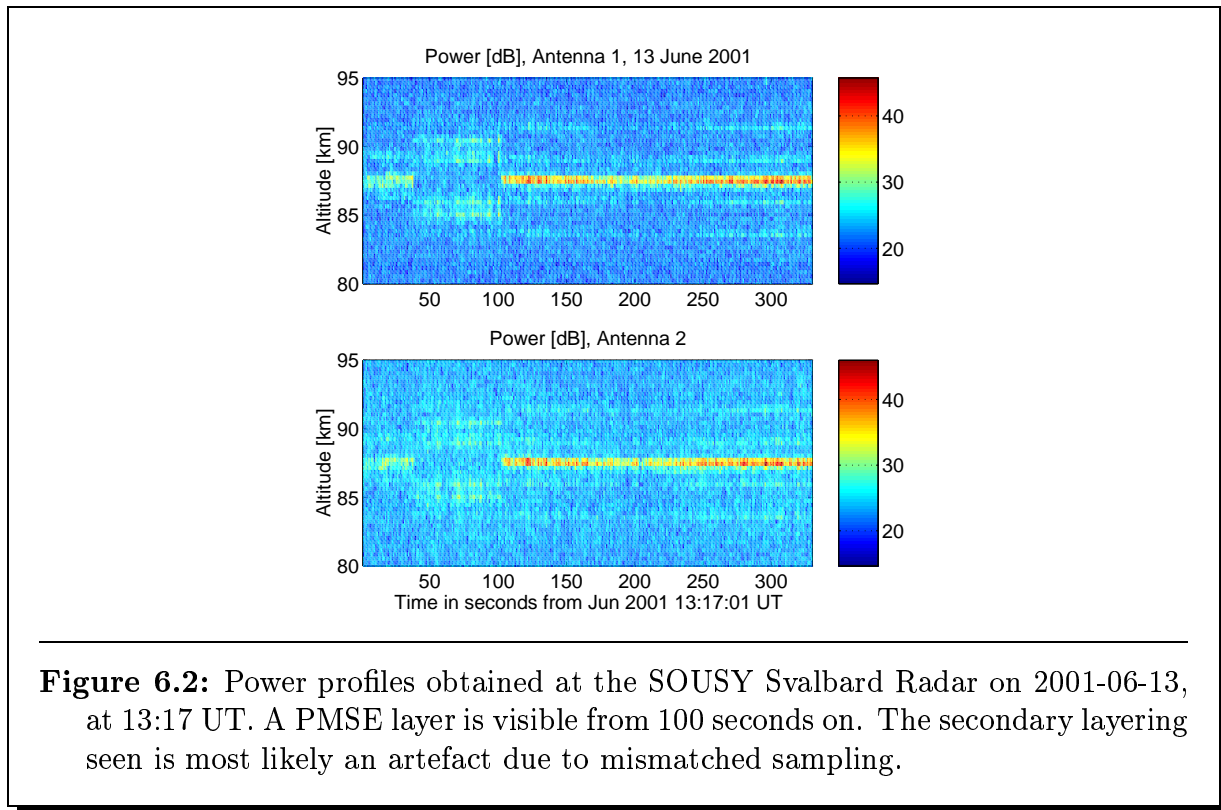 Power [dB], Antenna 1, 13 June 2001
95
90
85
80
Altitude [km]
50 100 150 200 250 300
40
30
20
Power [dB], Antenna 2
95
90
85
80
Altitude [km]
50 100 150 200 250 300
40
30
20
Time in seconds from Jun 2001 13:17:01 UT
Figure 6.2: Power profiles obtained at the SOUSY Svalbard Radar on 2001-06-13,
at 13:17 UT. A PMSE layer is visible from 100 seconds on. The secondary layering
seen is most likely an artefact due to mismatched sampling.